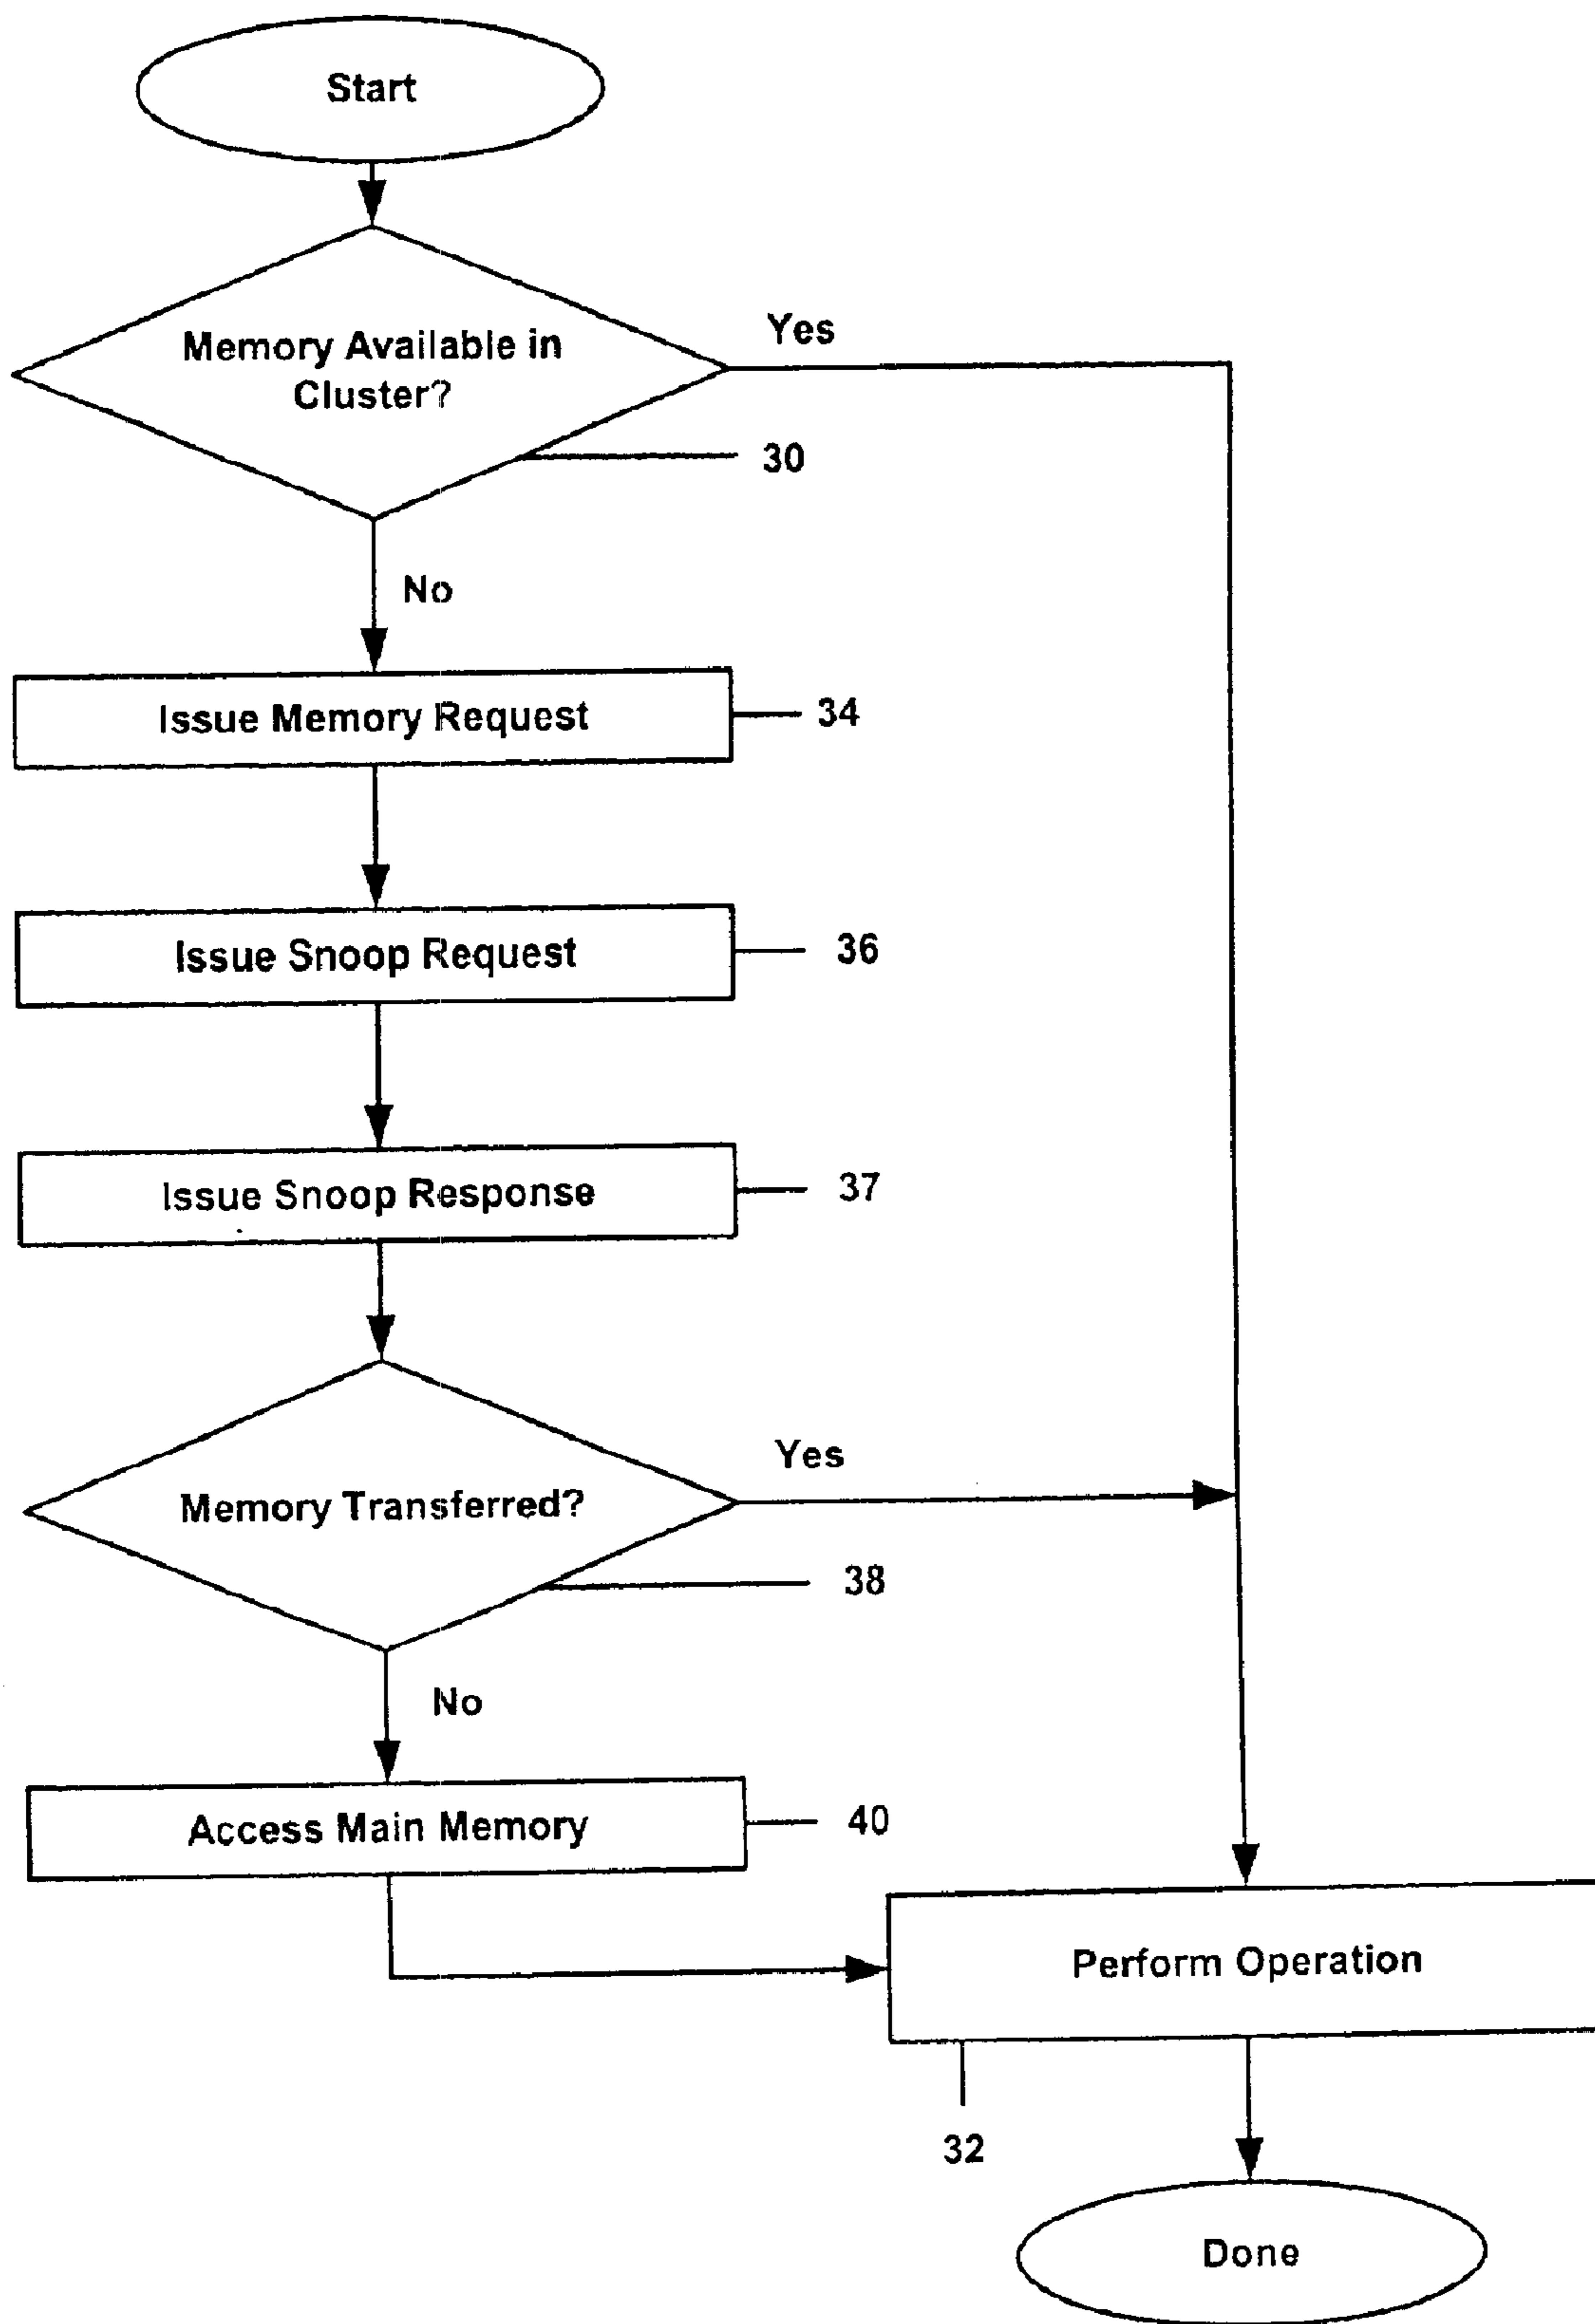 Start
Memory Available in
Cluster?
Yes
30
No
Issue Memory Request
34
Issue Snoop Request
36
Issue Snoop Response
37
Memory Transferred?
Yes
38
No
Access Main Memory
40
Perform Operation
32
Done